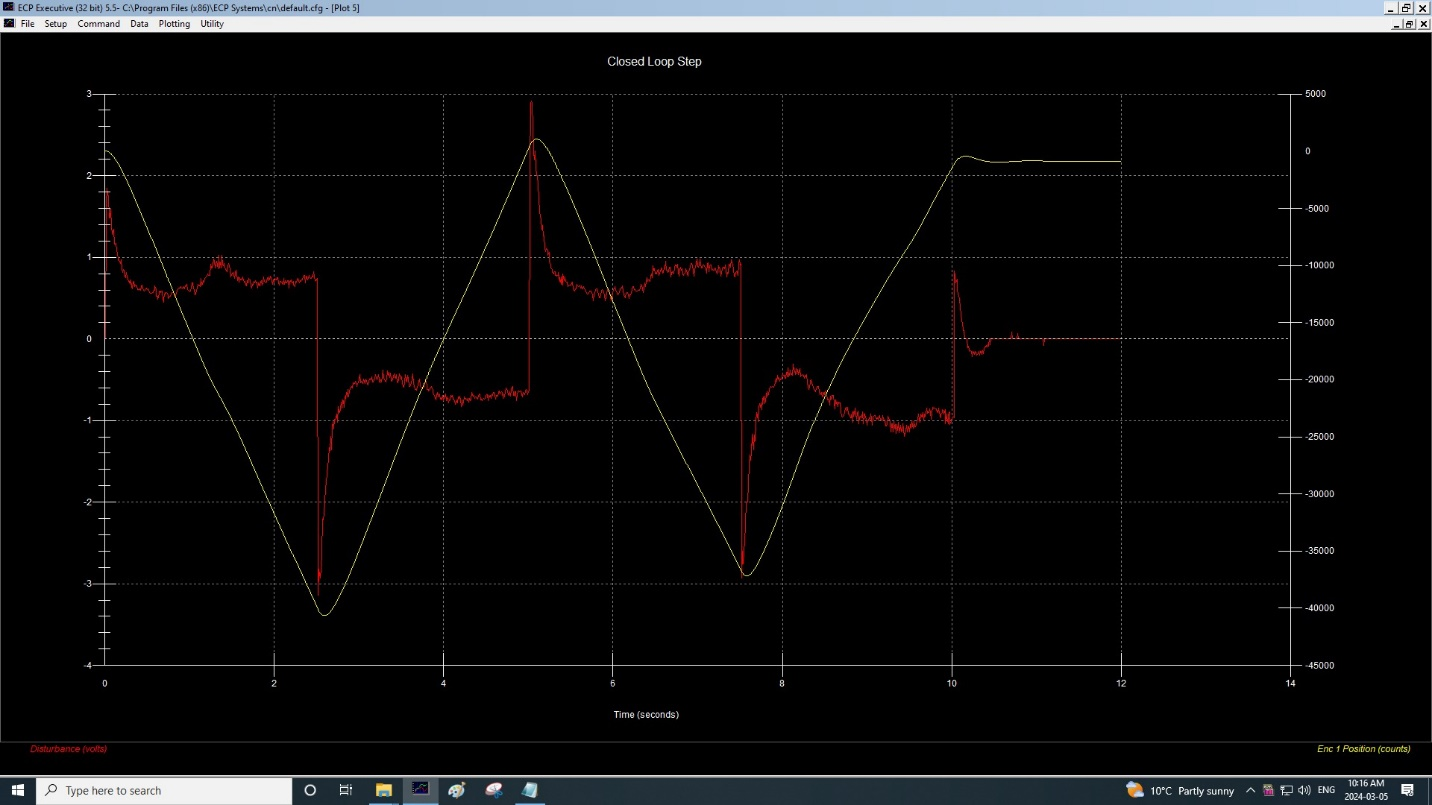 ECP Executive (32 bit) 5.5- C:\Program Files (x86)\ECP Systems\cn\default.cfg - [Plot 5]
File Setup Command Data Plotting Utility
Closed Loop Step
3 5000
0
2
-5000
1
-10000
0 -15000
-20000
-1
-25000
-2 -30000
-35000
-3
-40000
-4 -45000
0 2 4 6 8 10 12 14
Time (seconds)
Disturbance (volts) Enc 1 Position (counts)
Type here to search 10°C Partly sunny ENG 10:16 AM
2024-03-05